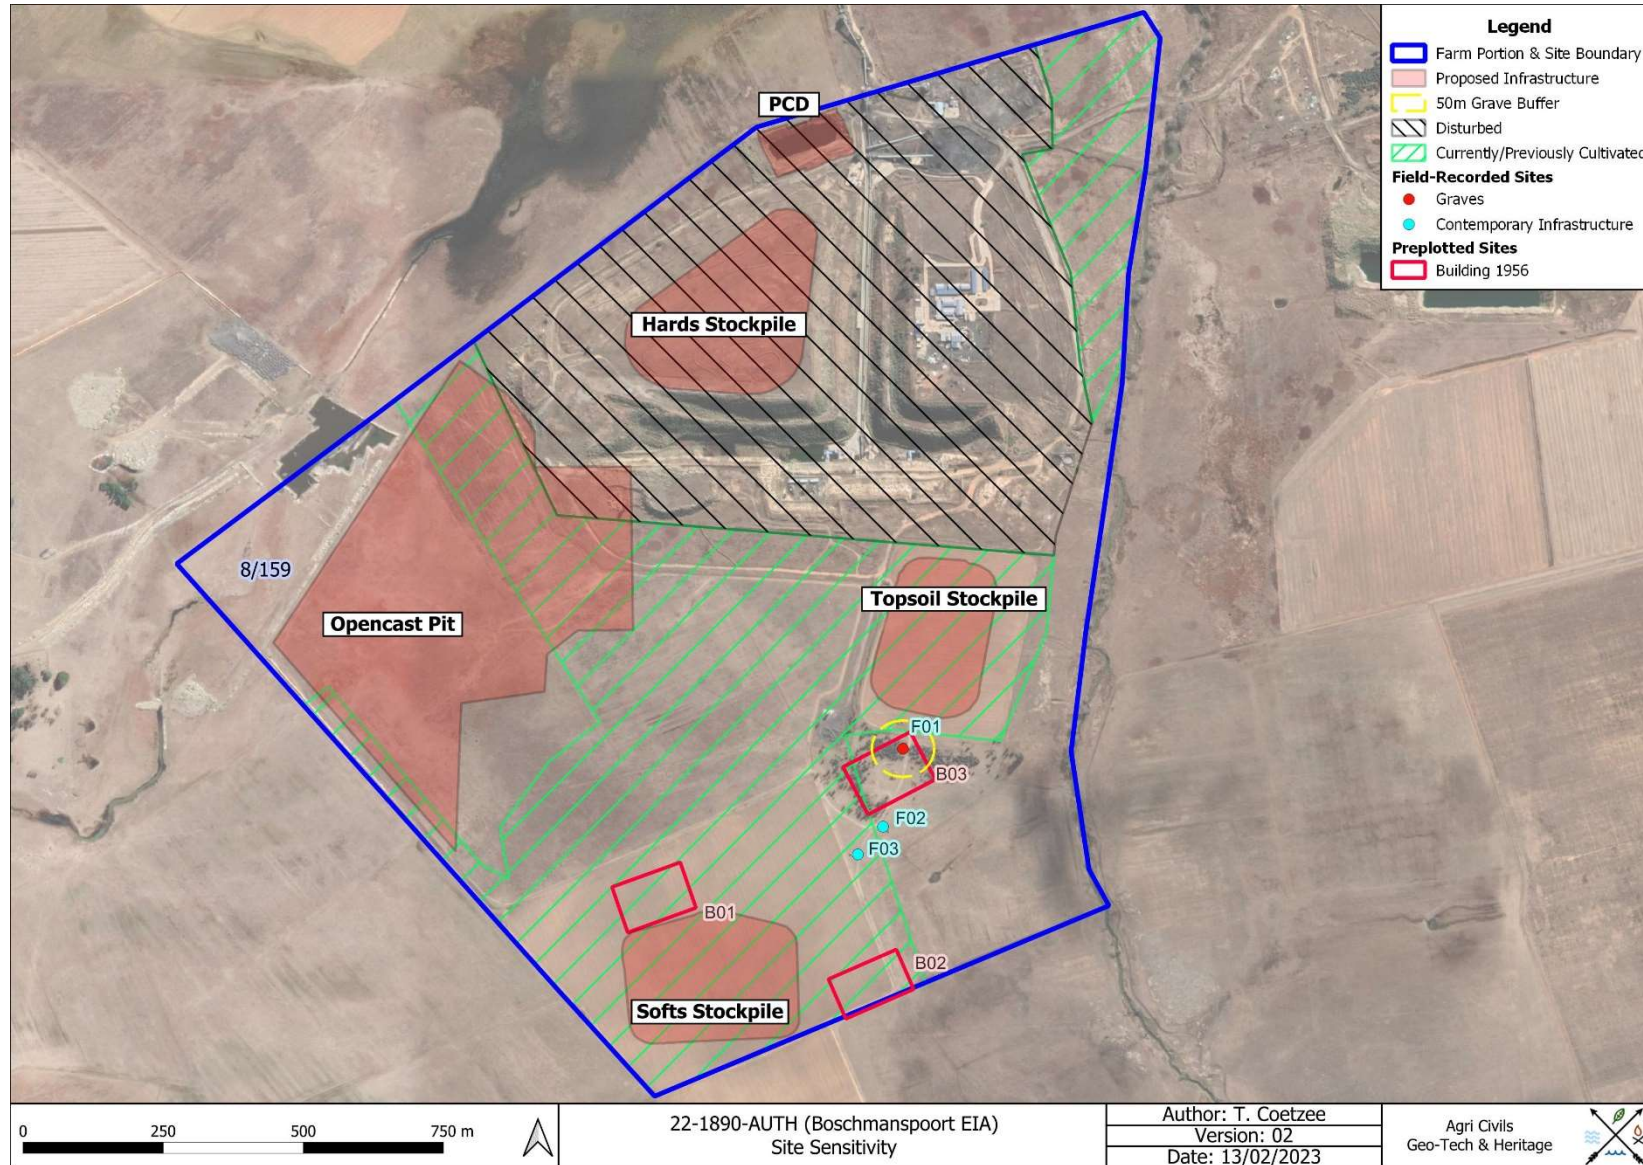 Legend
Farm Portion & Site Boundary
Proposed Infrastructure
50m Grave Buffer
Disturbed
Currently/Previously Cultivated
Field-Recorded Sites
Graves
Contemporary Infrastructure
Preplotted Sites
Building 1956
PCD
Hards Stockpile
8/159
Opencast Pit
Topsoil Stockpile
F01
B03
F02
F03
B01
B02
Softs Stockpile
0 250 500 750 m
22-1890-AUTH (Boschmanspoort EIA)
Site Sensitivity
Author: T. Coetzee
Version: 02
Date: 13/02/2023
Agri Civils
Geo-Tech & Heritage